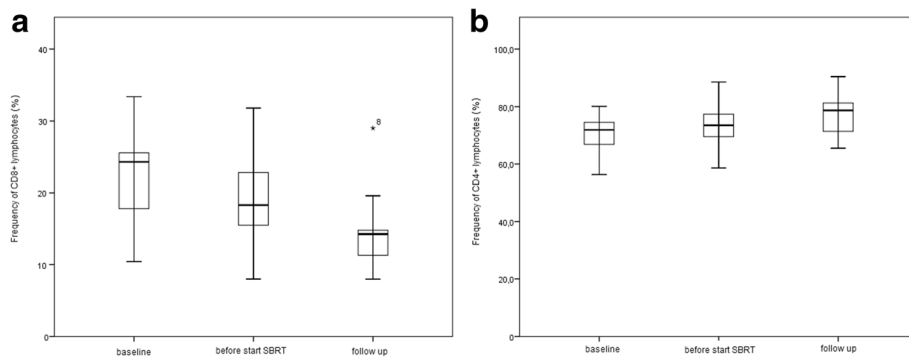 a
40
30
20
10
0
Frequency of CD8+ lymphocytes (%)
* 8
baseline
before start SBRT
follow up
b
100,0
80,0
60,0
40,0
20,0
0
Frequency of CD4+ lymphocytes (%)
baseline
before start SBRT
follow up